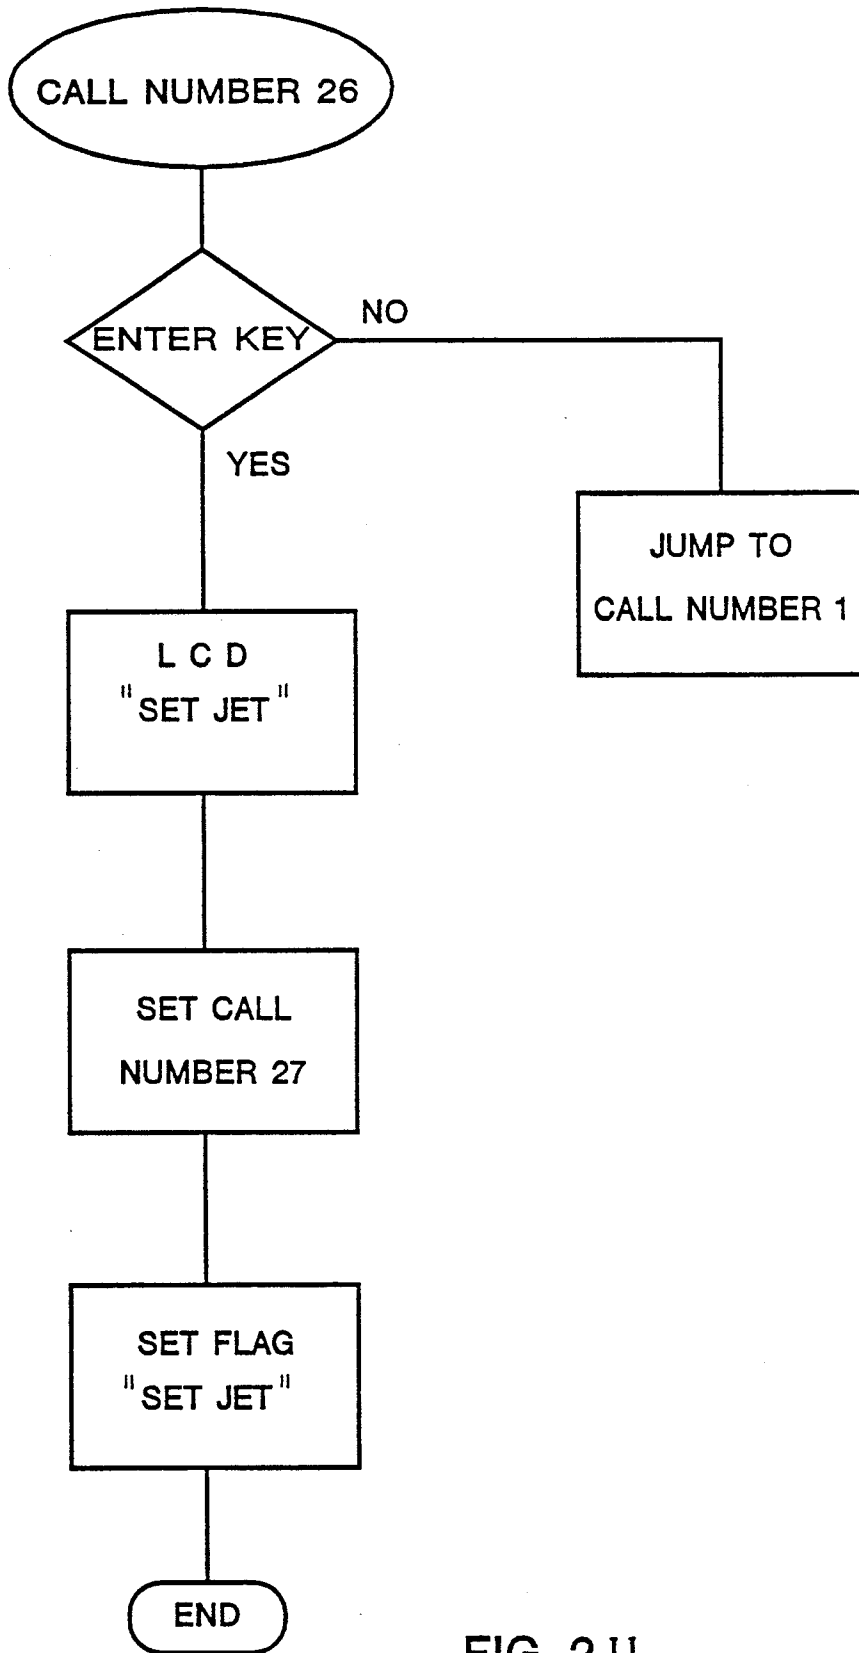 CALL NUMBER 26
ENTER KEY
NO
YES
JUMP TO
CALL NUMBER 1
L C D
"SET JET"
SET CALL
NUMBER 27
SET FLAG
"SET JET"
END